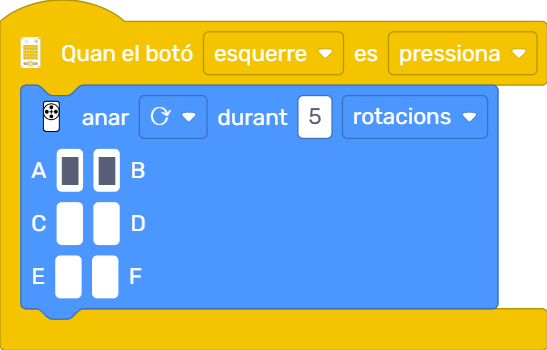 Quan el botó esquerre es pressiona
anar durant 5 rotacions
A B
C D
E F